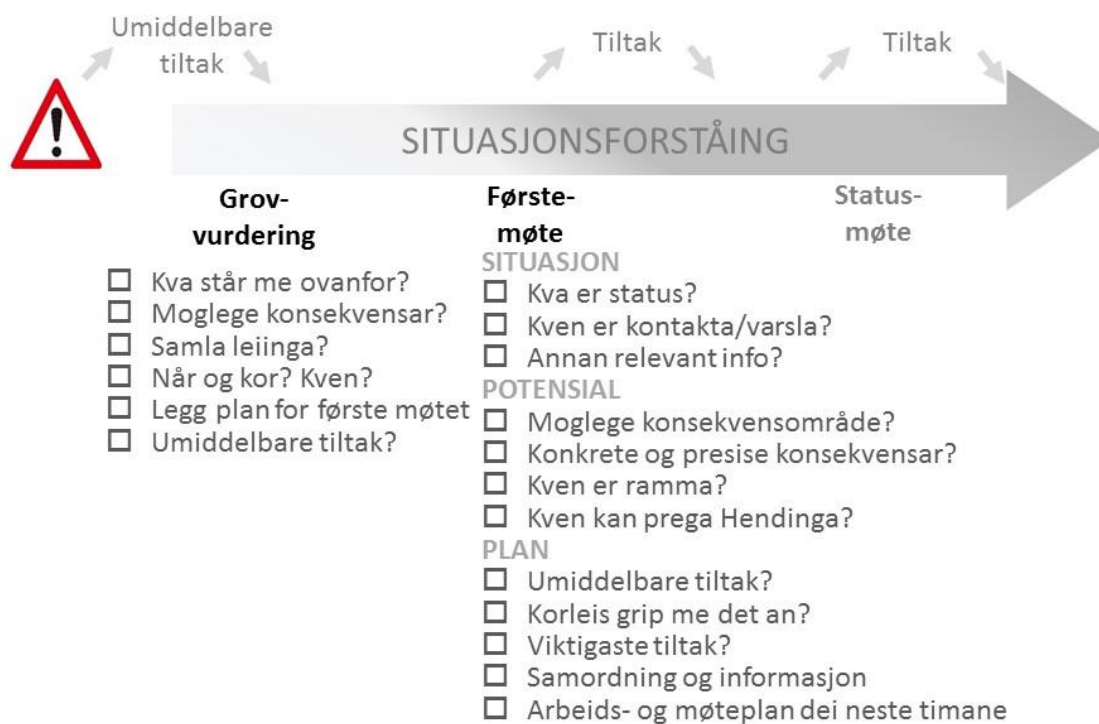 Umiddelbare
tiltak
Tiltak
Tiltak
!
SITUASJONSFORSTÅING
Grov-
vurdering
Kva står me ovanfor?
Moglege konsekvensar?
Samla leiinga?
Når og kor? Kven?
Legg plan for første møtet
Umiddelbare tiltak?
Første-
møte
SITUASJON
Kva er status?
Kven er kontakta/varsla?
Annan relevant info?
POTENSIAL
Moglege konsekvensområde?
Konkrete og presise konsekvensar?
Kven er ramma?
Kven kan prega Hendinga?
PLAN
Umiddelbare tiltak?
Korleis grip me det an?
Viktigaste tiltak?
Samordning og informasjon
Arbeids- og møteplan dei neste timane
Status-
møte